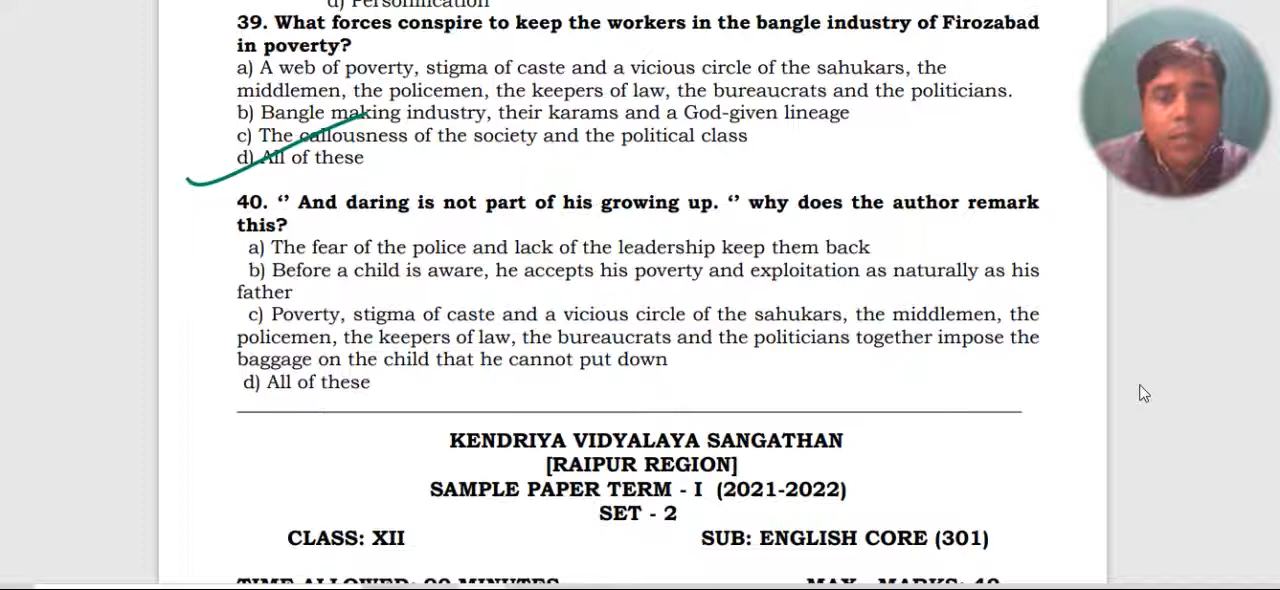 d) Personification
39. What forces conspire to keep the workers in the bangle industry of Firozabad
in poverty?
a) A web of poverty, stigma of caste and a vicious circle of the sahukars, the
middlemen, the policemen, the keepers of law, the bureaucrats and the politicians.
b) Bangle making industry, their karams and a God-given lineage
c) The callousness of the society and the political class
d) All of these
40. ‘’ And daring is not part of his growing up. ‘’ why does the author remark
this?
a) The fear of the police and lack of the leadership keep them back
b) Before a child is aware, he accepts his poverty and exploitation as naturally as his
father
c) Poverty, stigma of caste and a vicious circle of the sahukars, the middlemen, the
policemen, the keepers of law, the bureaucrats and the politicians together impose the
baggage on the child that he cannot put down
d) All of these
KENDRIYA VIDYALAYA SANGATHAN
[RAIPUR REGION]
SAMPLE PAPER TERM - I (2021-2022)
SET - 2
CLASS: XII SUB: ENGLISH CORE (301)
TIME ALLOWED: 90 MINUTES MAX. MARKS: 40